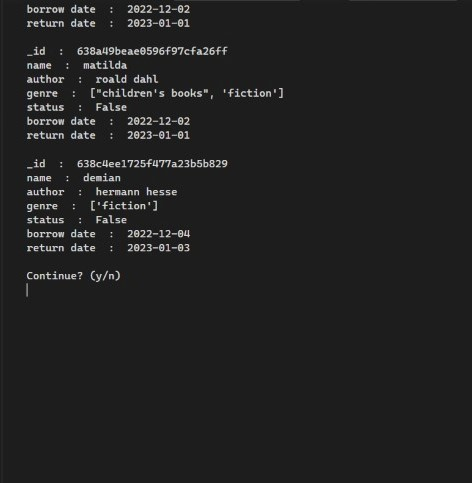 borrow date  :  2022-12-02
return date  :  2023-01-01
_id  :  638a49beae0596f97cfa26ff
name  :  matilda
author  :  roald dahl
genre  :  ["children's books", 'fiction']
status  :  False
borrow date  :  2022-12-02
return date  :  2023-01-01
_id  :  638c4ee1725f477a23b5b829
name  :  demian
author  :  hermann hesse
genre  :  ['fiction']
status  :  False
borrow date  :  2022-12-04
return date  :  2023-01-03
Continue? (y/n)